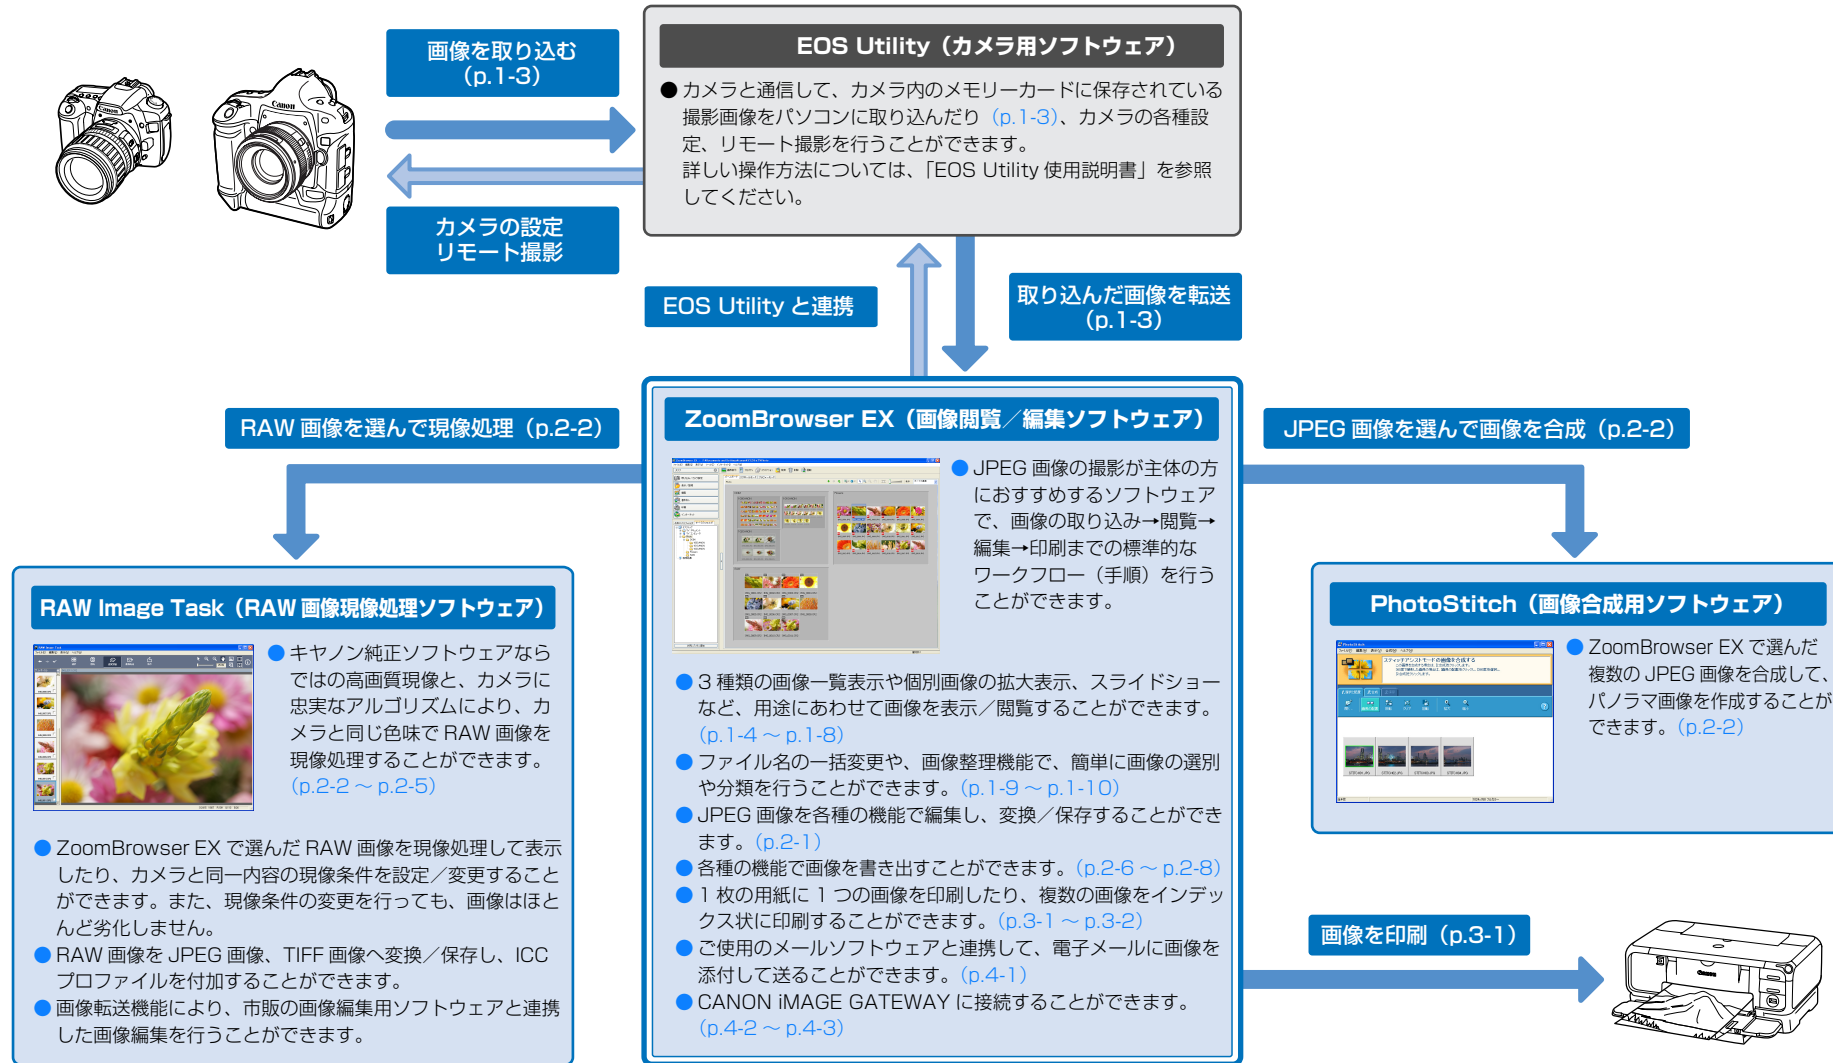 画像を取り込む
（p.1-3）
EOS Utility（カメラ用ソフトウェア）
● カメラと通信して、カメラ内のメモリーカードに保存されている
撮影画像をパソコンに取り込んだり（p.1-3）、カメラの各種設
定、リモート撮影を行うことができます。
詳しい操作方法については、「EOS Utility 使用説明書」を参照
してください。
Canon
Canon
カメラの設定
リモート撮影
EOS Utility と連携
取り込んだ画像を転送
（p.1-3）
RAW 画像を選んで現像処理（p.2-2）
ZoomBrowser EX（画像閲覧／編集ソフトウェア）
JPEG 画像を選んで画像を合成（p.2-2）
● JPEG 画像の撮影が主体の方
におすすめするソフトウェア
で、画像の取り込み→閲覧→
編集→印刷までの標準的な
ワークフロー（手順）を行う
ことができます。
● 3 種類の画像一覧表示や個別画像の拡大表示、スライドショー
など、用途にあわせて画像を表示／閲覧することができます。
（p.1-4 ～ p.1-8）
● ファイル名の一括変更や、画像整理機能で、簡単に画像の選別
や分類を行うことができます。（p.1-9 ～ p.1-10）
● JPEG 画像を各種の機能で編集し、変換／保存することができ
ます。（p.2-1）
● 各種の機能で画像を書き出すことができます。（p.2-6 ～ p.2-8）
● 1 枚の用紙に 1 つの画像を印刷したり、複数の画像をインデッ
クス状に印刷することができます。（p.3-1 ～ p.3-2）
● ご使用のメールソフトウェアと連携して、電子メールに画像を
添付して送ることができます。（p.4-1）
● CANON iMAGE GATEWAY に接続することができます。
（p.4-2 ～ p.4-3）
RAW Image Task（RAW 画像現像処理ソフトウェア）
● キヤノン純正ソフトウェアなら
ではの高画質現像と、カメラに
忠実なアルゴリズムにより、カ
メラと同じ色味で RAW 画像を
現像処理することができます。
（p.2-2 ～ p.2-5）
● ZoomBrowser EX で選んだ RAW 画像を現像処理して表示
したり、カメラと同一内容の現像条件を設定／変更すること
ができます。また、現像条件の変更を行っても、画像はほと
んど劣化しません。
● RAW 画像を JPEG 画像、TIFF 画像へ変換／保存し、ICC
プロファイルを付加することができます。
● 画像転送機能により、市販の画像編集用ソフトウェアと連携
した画像編集を行うことができます。
PhotoStitch（画像合成用ソフトウェア）
スティッチアシストモードの画像を合成する
● ZoomBrowser EX で選んだ
複数の JPEG 画像を合成して、
パノラマ画像を作成することが
できます。（p.2-2）
画像を印刷（p.3-1）
Canon